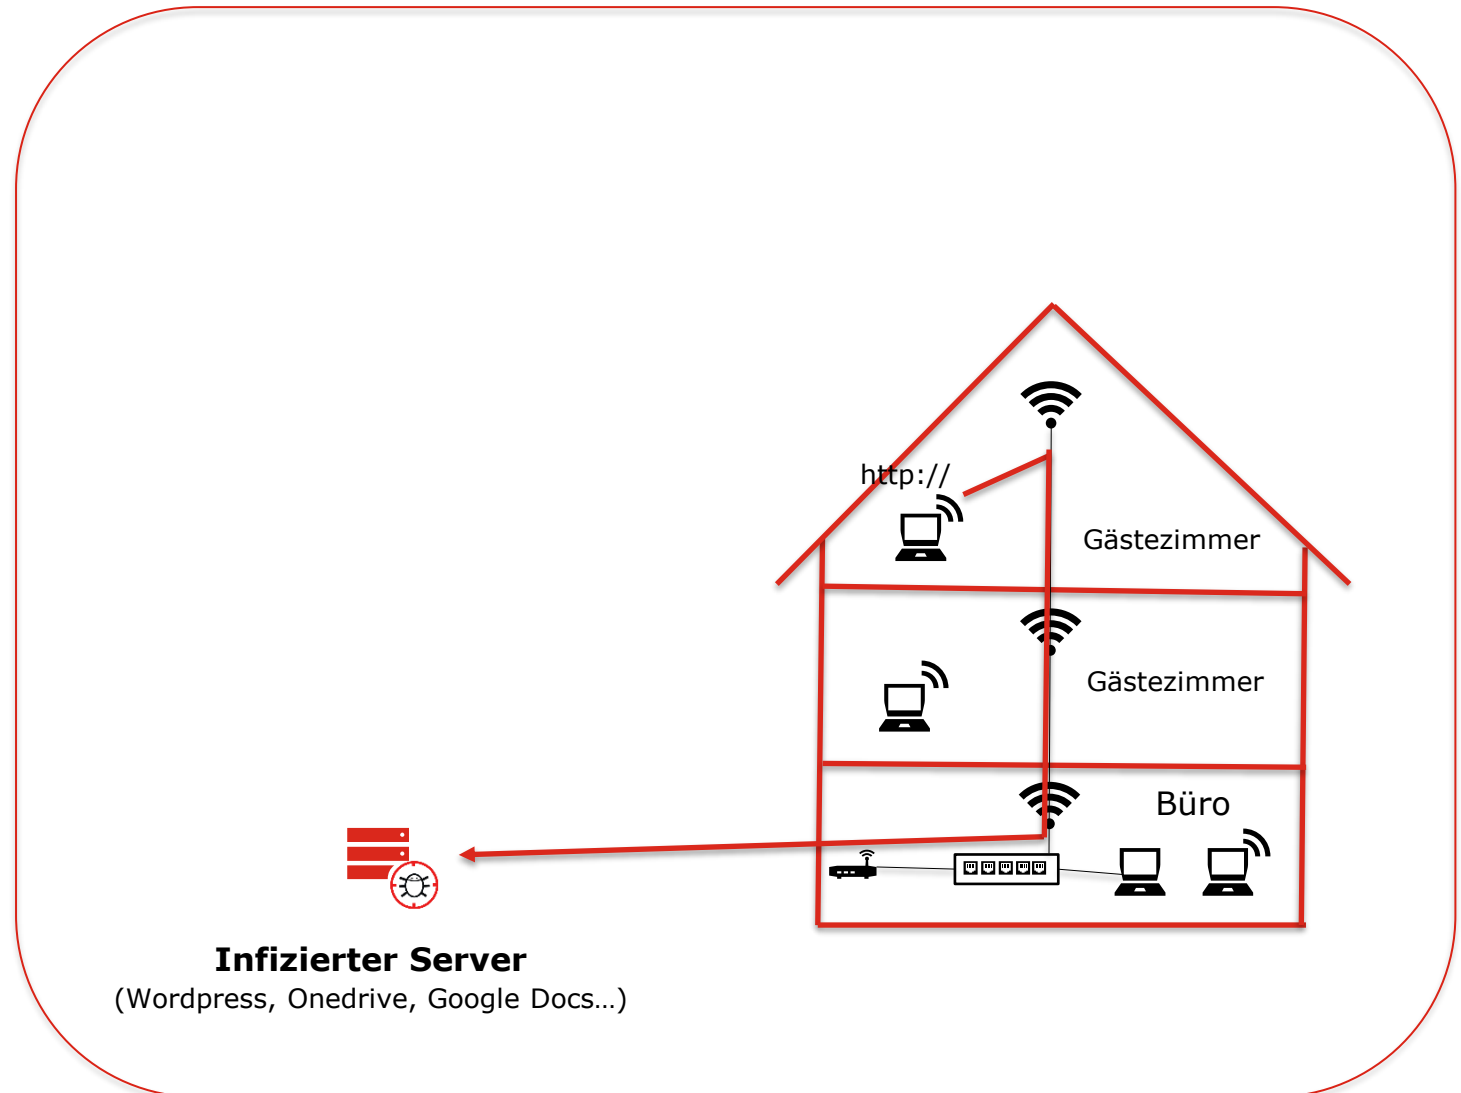 http://
Gästezimmer
Gästezimmer
Büro
Infizierter Server
(Wordpress, Onedrive, Google Docs…)